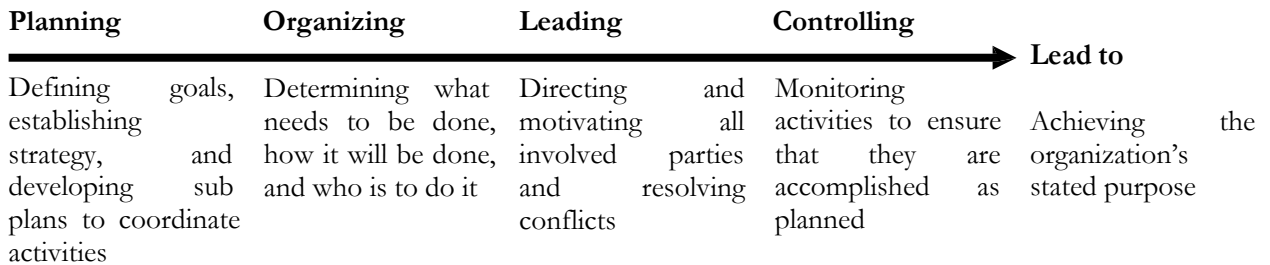 Planning
Organizing
Leading
Controlling
Lead to
Defining goals,
establishing
strategy, and
developing sub
plans to coordinate
activities
Determining what
needs to be done,
how it will be done,
and who is to do it
Directing and
motivating all
involved parties
and resolving
conflicts
Monitoring
activities to ensure
that they are
accomplished as
planned
Achieving the
organization's
stated purpose